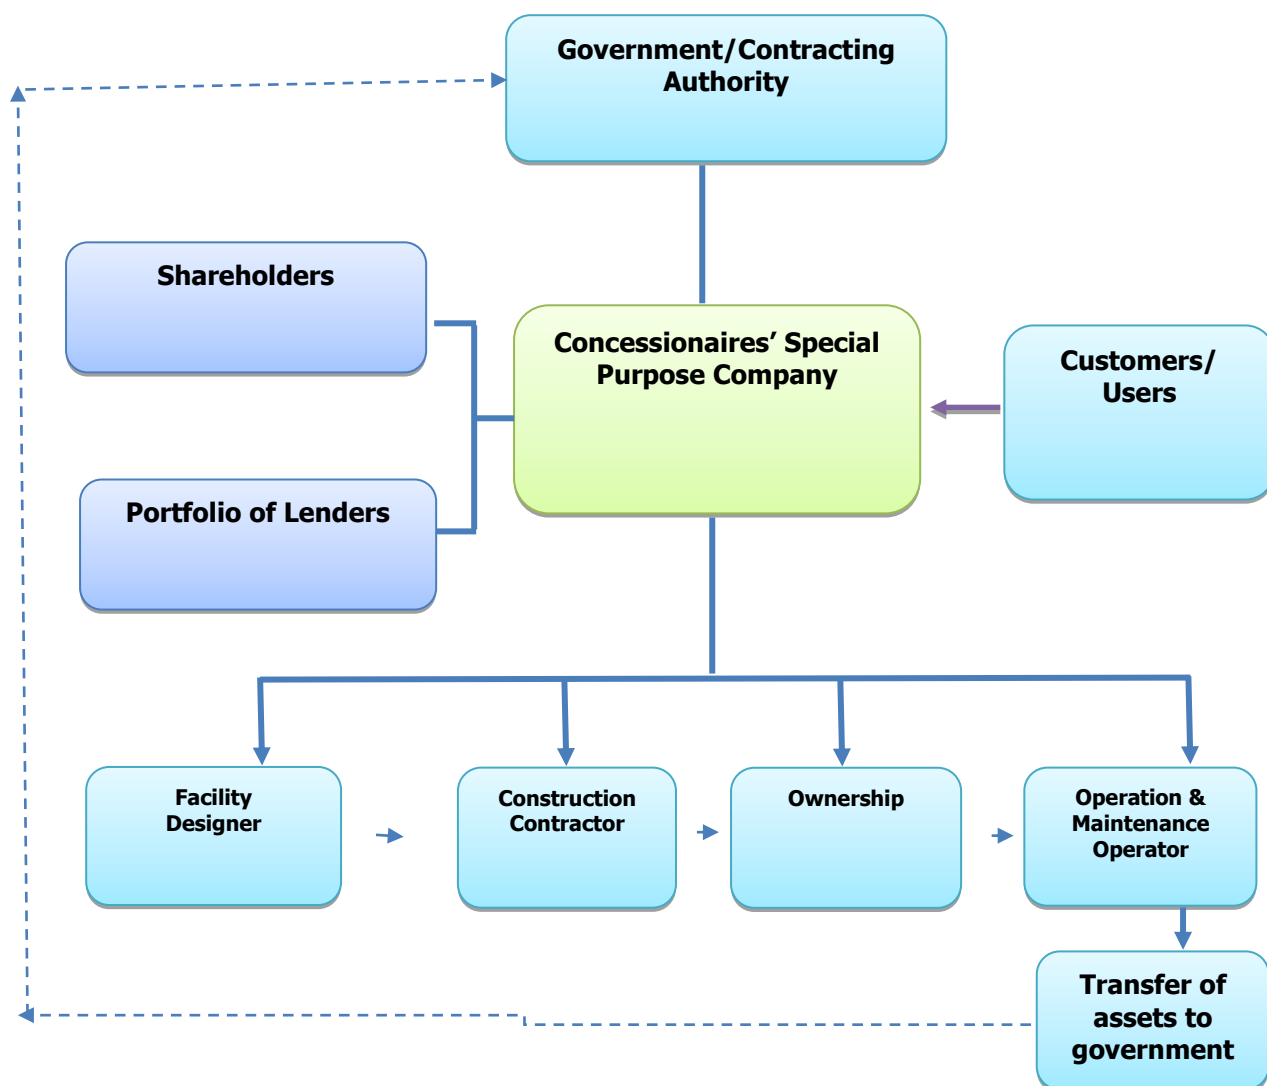 Government/Contracting
Authority
Shareholders
Concessionaires’ Special
Purpose Company
Customers/
Users
Portfolio of Lenders
Facility
Designer
Construction
Contractor
Ownership
Operation &
Maintenance
Operator
Transfer of
assets to
government